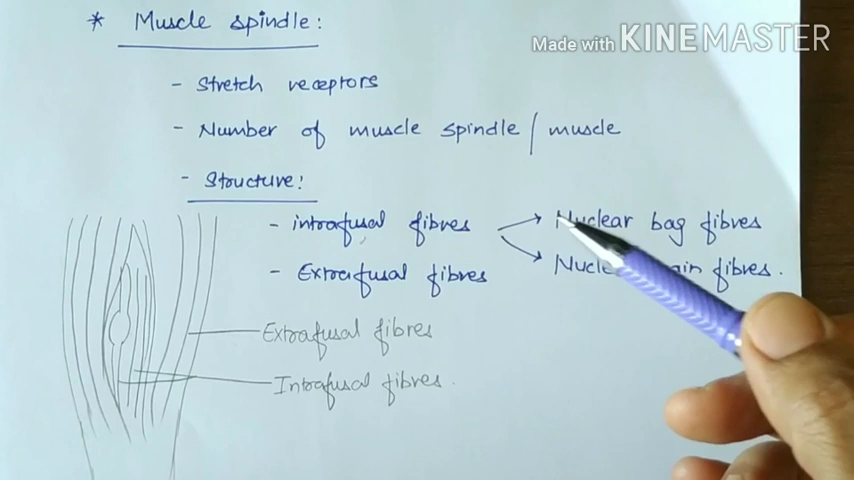 Made with KINEMASTER
* Muscle spindle:
- Stretch receptors
- Number of muscle spindle / muscle
- Structure:
- intrafusal fibres → Nuclear bag fibres
- Extrafusal fibres
fibres.
Extrafusal fibres
Intrafusal fibres.